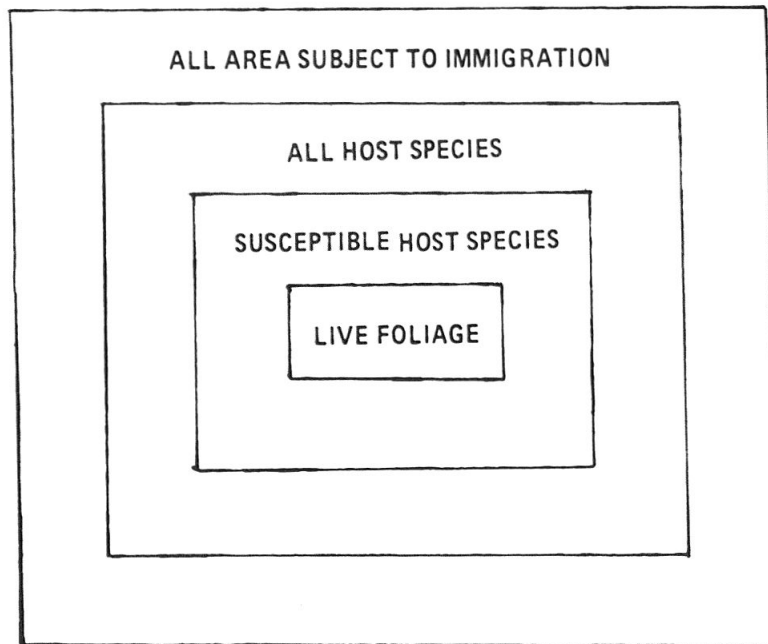 ALL AREA SUBJECT TO IMMIGRATION
ALL HOST SPECIES
SUSCEPTIBLE HOST SPECIES
LIVE FOLIAGE